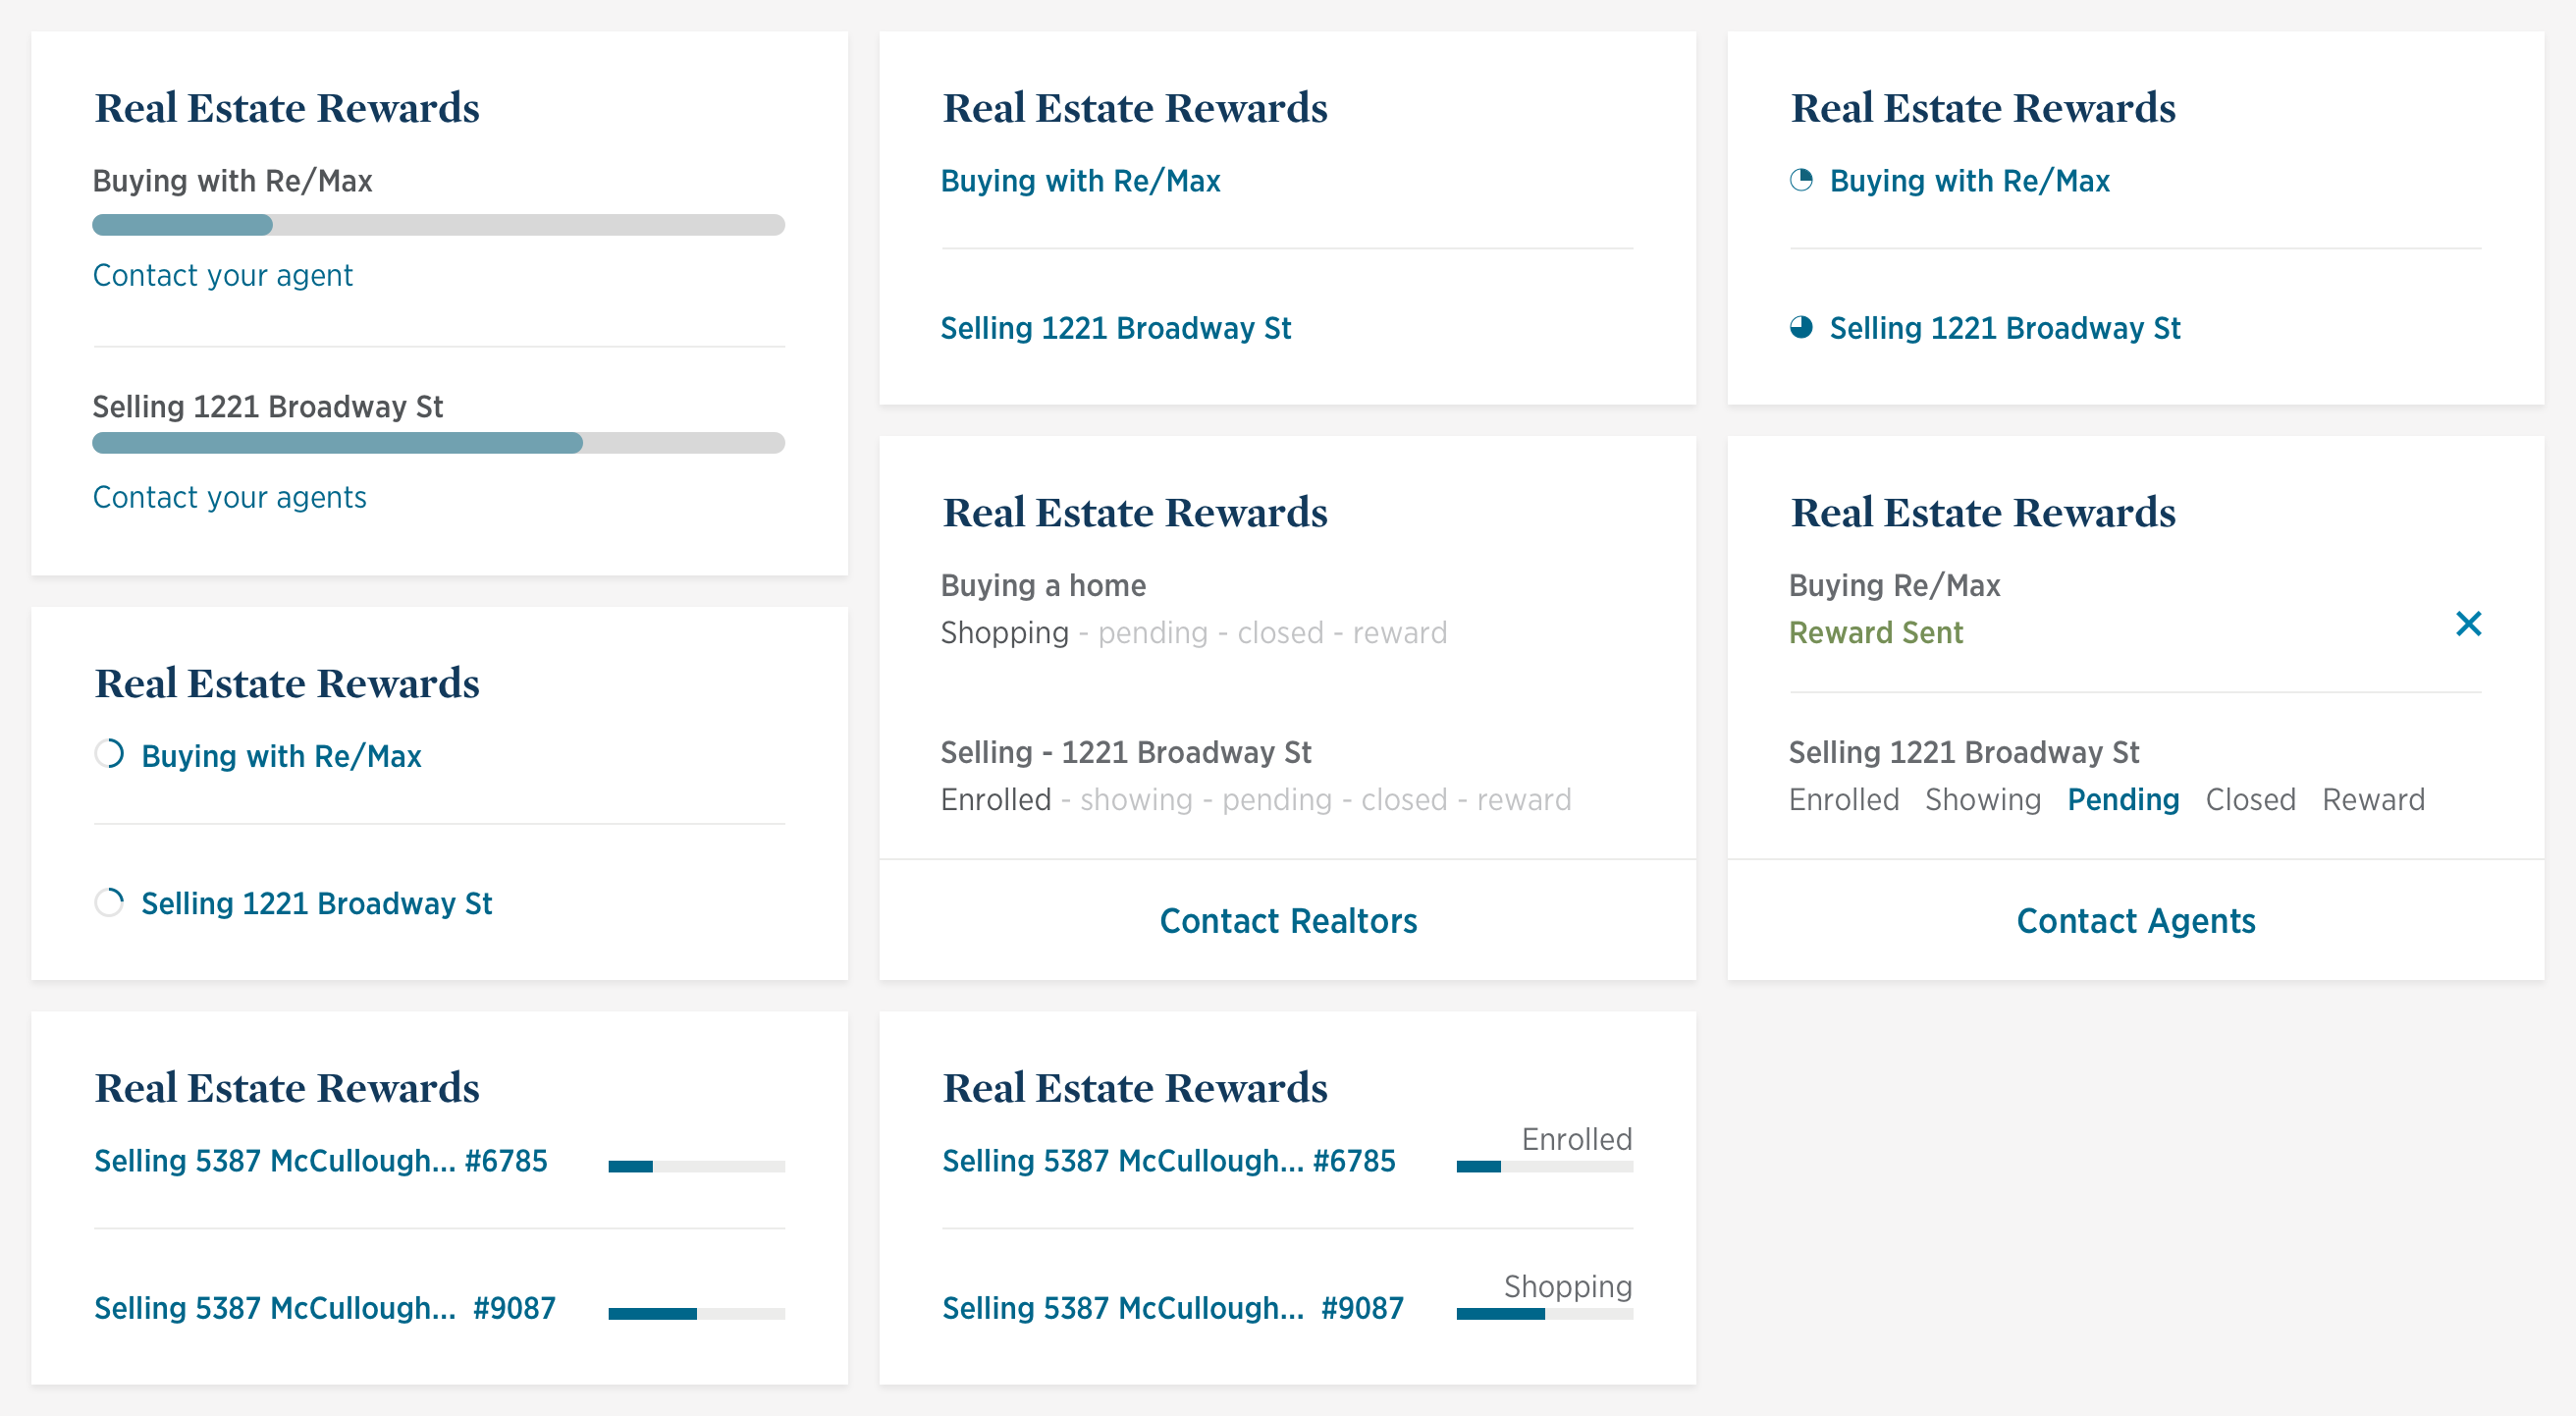 Real Estate Rewards
Buying with Re/Max
Contact your agent
Selling 1221 Broadway St
Contact your agents
Real Estate Rewards
Buying with Re/Max
Selling 1221 Broadway St
Real Estate Rewards
Buying with Re/Max
Selling 1221 Broadway St
Real Estate Rewards
Buying with Re/Max
Selling 1221 Broadway St
Real Estate Rewards
Buying a home
Shopping - pending - closed - reward
Selling - 1221 Broadway St
Enrolled - showing - pending - closed - reward
Contact Realtors
Real Estate Rewards
Buying Re/Max
Reward Sent
Selling 1221 Broadway St
Enrolled Showing Pending Closed Reward
Contact Agents
Real Estate Rewards
Selling 5387 McCullough... #6785
Selling 5387 McCullough... #9087
Real Estate Rewards
Enrolled
Selling 5387 McCullough... #6785
Shopping
Selling 5387 McCullough... #9087